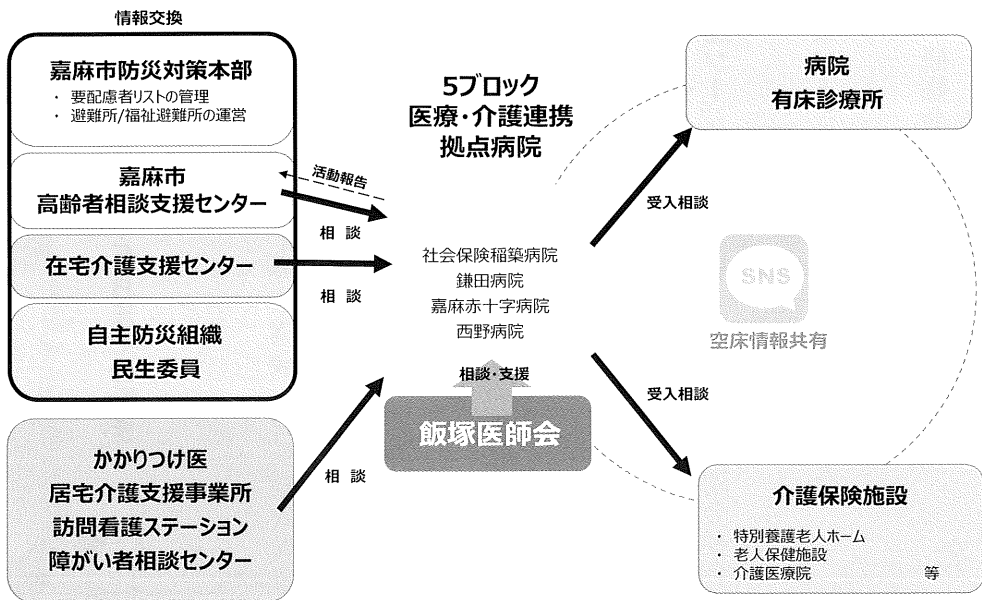 情報交換
嘉麻市防災対策本部
・ 要配慮者リストの管理
・ 避難所/福祉避難所の運営
嘉麻市
高齢者相談支援センター
在宅介護支援センター
自主防災組織
民生委員
かかりつけ医
居宅介護支援事業所
訪問看護ステーション
障がい者相談センター
活動報告
相 談
相 談
相 談
5ブロック
医療・介護連携
拠点病院
社会保険稲築病院
鎌田病院
嘉麻赤十字病院
西野病院
相談・支援
飯塚医師会
受入相談
受入相談
病院
有床診療所
SNS
空床情報共有
介護保険施設
・ 特別養護老人ホーム
・ 老人保健施設
・ 介護医療院 等